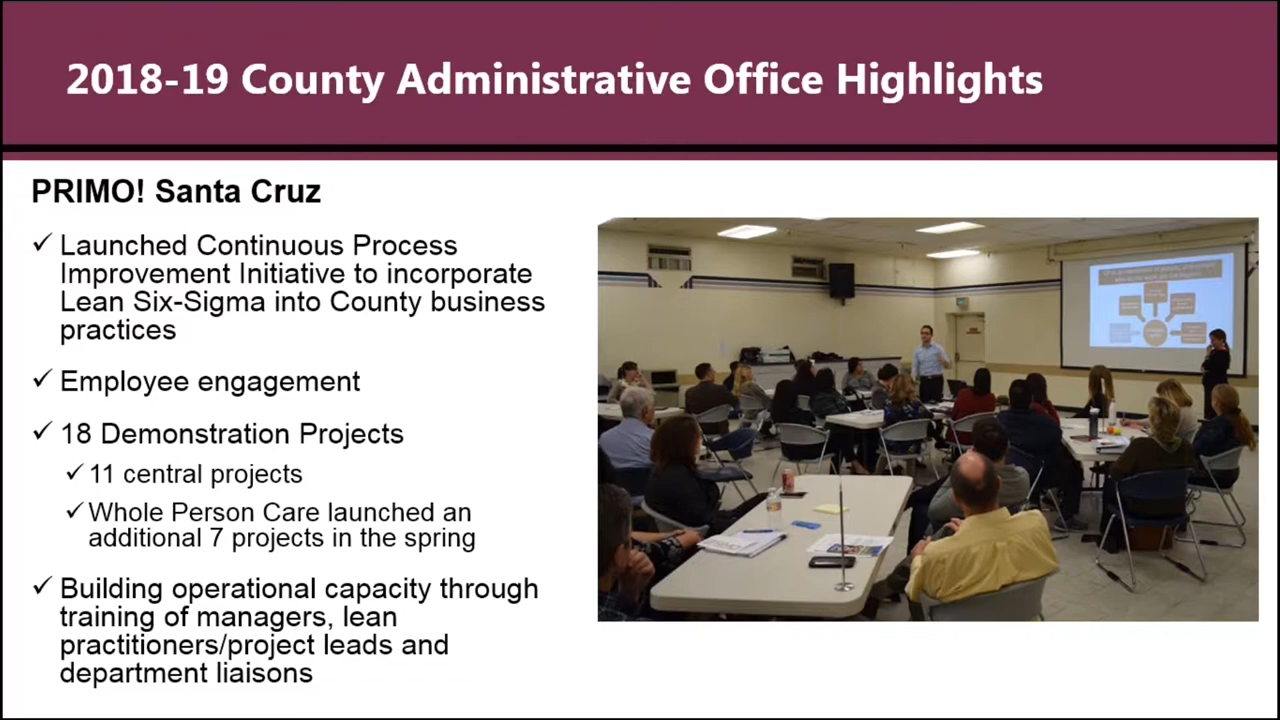 2018-19 County Administrative Office Highlights
PRIMO! Santa Cruz
✓ Launched Continuous Process
Improvement Initiative to incorporate
Lean Six-Sigma into County business
practices
✓ Employee engagement
✓ 18 Demonstration Projects
✓ 11 central projects
✓ Whole Person Care launched an
additional 7 projects in the spring
✓ Building operational capacity through
training of managers, lean
practitioners/project leads and
department liaisons